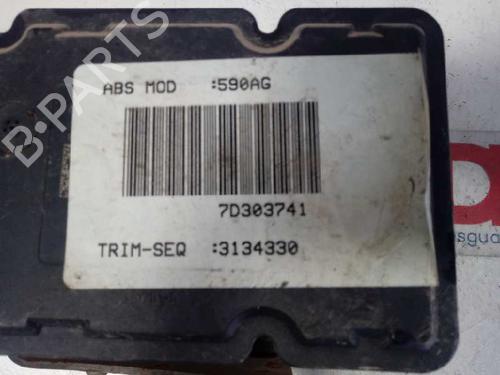 ABS MOD :590AG
7D303741
TRIM-SEQ :3134330
B-PARTS